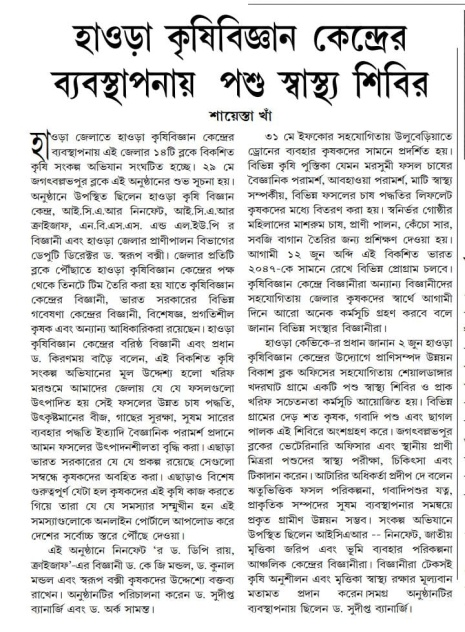 হাওড়া কৃষিবিজ্ঞান কেন্দ্রের
ব্যবস্থাপনায় পশু স্বাস্থ্য শিবির
শায়েস্তা খাঁ
হাওড়া জেলাতে হাওড়া কৃষিবিজ্ঞান কেন্দ্রের
ব্যবস্থাপনায় এই জেলার ১৪টি ব্লকে বিকশিত
কৃষি সংকল্প অভিযান সংঘটিত হচ্ছে। ২৯ মে
জগৎবল্লভপুর ব্লকে এই অনুষ্ঠানের শুভ সূচনা হয়।
অনুষ্ঠানে উপস্থিত ছিলেন হাওড়া কৃষি বিজ্ঞান
কেন্দ্র, আই.সি.এ.আর নিনফেট, আই.সি.এ.আর
ক্রাইজাফ, এন.বি.এস.এস. এন্ড এল.ইউ.পি র
বিজ্ঞানী এবং হাওড়া জেলার প্রাণীপালন বিভাগের
ডেপুটি ডিরেক্টর ড. স্বরূপ বক্সী। জেলার প্রতিটি
ব্লকে পৌঁছাতে হাওড়া কৃষিবিজ্ঞান কেন্দ্রের পক্ষ
থেকে তিনটে টিম তৈরি করা হয় যাতে কৃষিবিজ্ঞান
কেন্দ্রের বিজ্ঞানী, ভারত সরকারের বিভিন্ন
গবেষণা কেন্দ্রের বিজ্ঞানী, বিশেষজ্ঞ, প্রগতিশীল
কৃষক এবং অন্যান্য আধিকারিকরা রয়েছেন। হাওড়া
কৃষিবিজ্ঞান কেন্দ্রের বরিষ্ঠ বিজ্ঞানী এবং প্রধান
ড. কিরণময় বাড়ৈ বলেন, এই বিকশিত কৃষি
সংকল্প অভিযানের মূল উদ্দেশ্য হলো খরিফ
মরশুমে আমাদের জেলায় যে যে ফসলগুলো
উৎপাদিত হয় সেই ফসলের উন্নত চাষ পদ্ধতি,
উৎকৃষ্টমানের বীজ, গাছের সুরক্ষা, সুষম সারের
ব্যবহার পদ্ধতি ইত্যাদি বৈজ্ঞানিক পরামর্শ প্রদানে
আমন ফসলের উৎপাদনশীলতা বৃদ্ধি করা। এছাড়া
ভারত সরকারের যে যে প্রকল্প রয়েছে সেগুলো
সম্বন্ধে কৃষকদের অবহিত করা। এছাড়াও বিশেষ
গুরুত্বপূর্ণ যেটা হল কৃষকদের এই কৃষি কাজ করতে
গিয়ে তারা যে যে সমস্যার সম্মুখীন হন এই
সমস্যাগুলোকে অনলাইন পোর্টালে আপলোড করে
দেশের সর্বোচ্চ স্তরে পৌঁছে দেওয়া।
এই অনুষ্ঠানে নিনফেট 'র ড. ডিপি রায়,
ক্রাইজাফ'-এর বিজ্ঞানী ড. কে জি মন্ডল, ড. কুনাল
মন্ডল এবং স্বরূপ বক্সী কৃষকদের উদ্দেশ্যে বক্তব্য
রাখেন। অনুষ্ঠানটির পরিচালনা করেন ড. সুদীপ্ত
ব্যানার্জি এবং ড. অর্ক সামন্ত।
৩১ মে ইফকোর সহযোগিতায় উলুবেড়িয়াতে
ড্রোনের ব্যবহার কৃষকদের সামনে প্রদর্শিত হয়।
বিভিন্ন কৃষি পুস্তিকা যেমন মরসুমী ফসল চাষের
বৈজ্ঞানিক পরামর্শ, আবহাওয়া পরামর্শ, মাটি স্বাস্থ্য
সম্পর্কীয়, বিভিন্ন ফসলের চাষ পদ্ধতির লিফলেট
কৃষকদের মধ্যে বিতরণ করা হয়। স্বনির্ভর গোষ্ঠীর
মহিলাদের মাশরুম চাষ, প্রাণী পালন, কেঁচো সার,
সবজি বাগান তৈরির জন্য প্রশিক্ষণ দেওয়া হয়।
আগামী ১২ জুন অব্দি এই বিকশিত ভারত
২০৪৭-কে সামনে রেখে বিভিন্ন প্রোগ্রাম চলবে।
কৃষিবিজ্ঞান কেন্দ্রে বিজ্ঞানীরা অন্যান্য বিজ্ঞানীদের
সহযোগিতায় জেলার কৃষকদের স্বার্থে আগামী
দিনে আরো অনেক কর্মসূচি গ্রহণ করবে বলে
জানান বিভিন্ন সংস্থার বিজ্ঞানীরা।
হাওড়া কেভিকে-র প্রধান জানান ২ জুন হাওড়া
কৃষিবিজ্ঞান কেন্দ্রের উদ্যোগে প্রাণিসম্পদ উন্নয়ন
বিকাশ ব্লক অফিসের সহযোগিতায় শেয়ালডাঙ্গার
খদরঘাট গ্রামে একটি পশু স্বাস্থ্য শিবির ও প্রাক
খরিফ সচেতনতা কর্মসূচি আয়োজিত হয়। বিভিন্ন
গ্রামের দেড় শত কৃষক, গবাদি পশু এবং ছাগল
পালক এই শিবিরে অংশগ্রহণ করে। জগৎবল্লভপুর
ব্লকের ভেটেরিনারি অফিসার এবং স্থানীয় প্রাণী
মিত্ররা পশুদের স্বাস্থ্য পরীক্ষা, চিকিৎসা এবং
টিকাদান করেন। আটারির অধিকর্তা প্রদীপ দে বলেন
ঋতুভিত্তিক ফসল পরিকল্পনা, গবাদিপশুর যত্ন,
প্রাকৃতিক সম্পদের সুষম ব্যবস্থাপনার সমন্বয়ে
প্রকৃত গ্রামীণ উন্নয়ন সম্ভব। সংকল্প অভিযানে
উপস্থিত ছিলেন আইসিএআর -- নিনফেট, জাতীয়
মৃত্তিকা জরিপ এবং ভূমি ব্যবহার পরিকল্পনা
আঞ্চলিক কেন্দ্রের বিজ্ঞানীরা। বিজ্ঞানীরা টেকসই
কৃষি অনুশীলন এবং মৃত্তিকা স্বাস্থ্য রক্ষার মূল্যবান
মতামত প্রদান করেন।সমগ্র অনুষ্ঠানটির
ব্যবস্থাপনায় ছিলেন ড. সুদীপ্ত ব্যানার্জি।